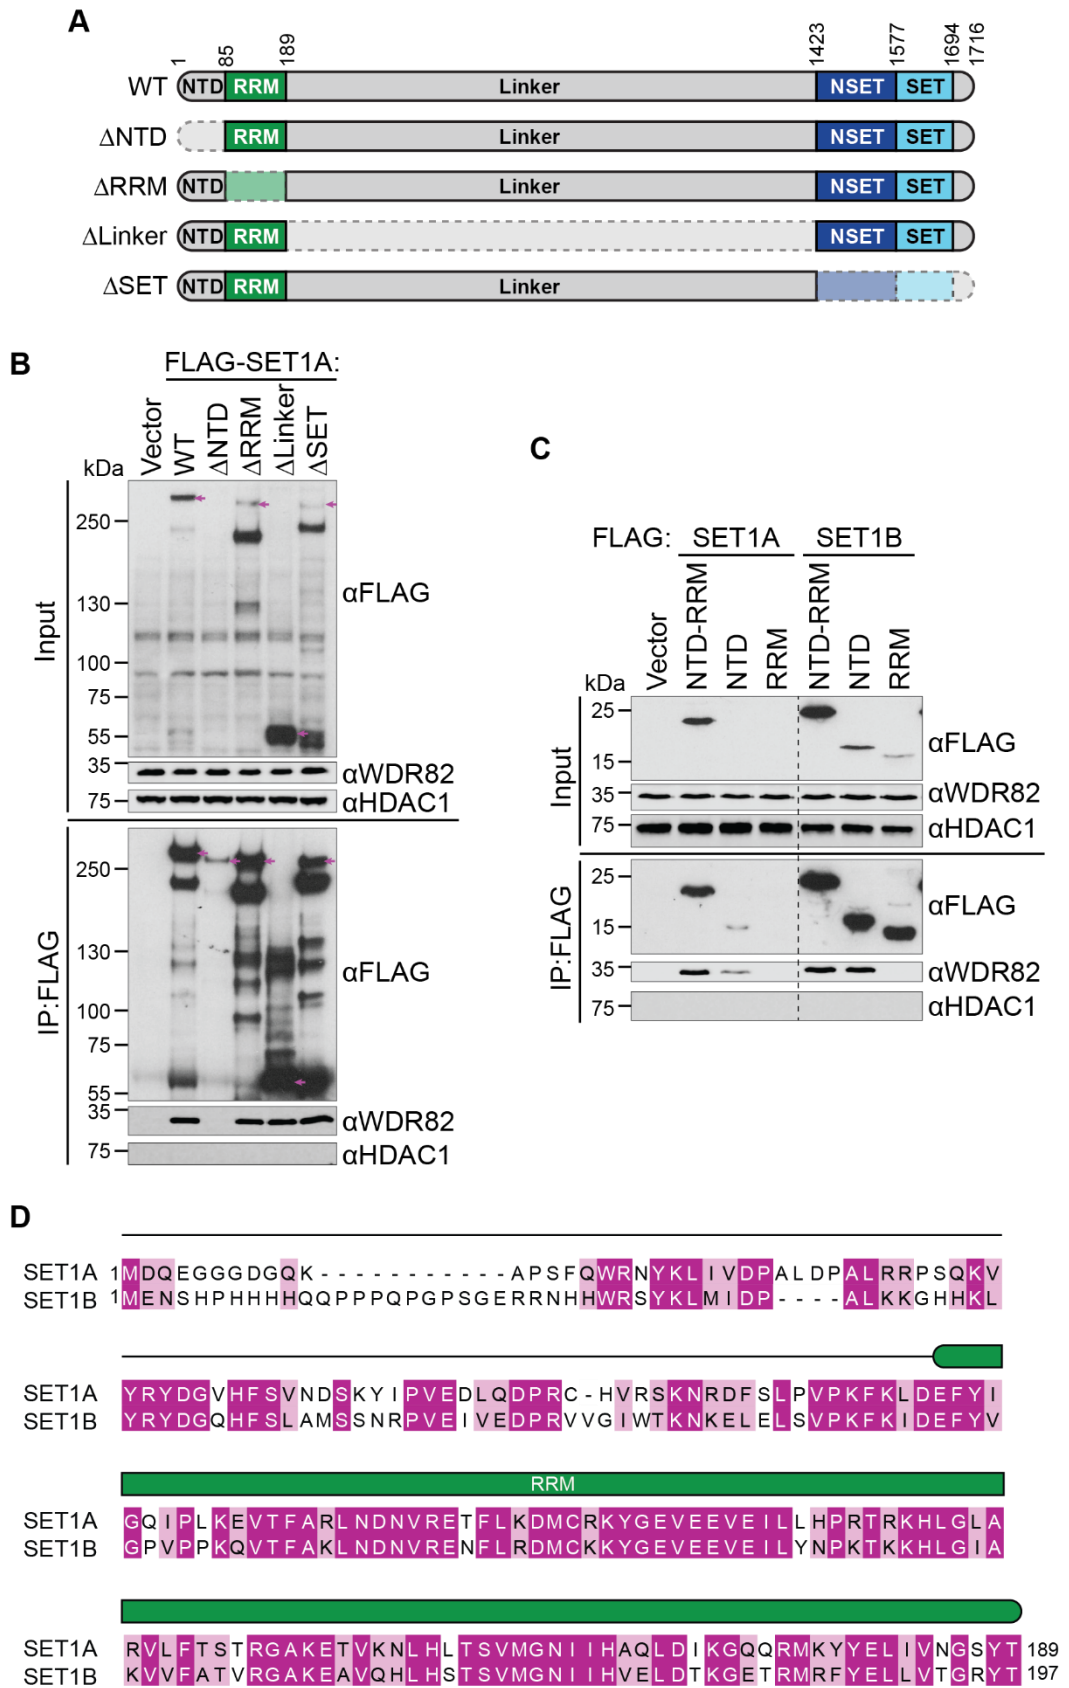 A
1 85 189 1423 1577 1694 1716
WT NTD RRM Linker NSET SET
ΔNTD RRM Linker NSET SET
ΔRRM NTD Linker NSET SET
ΔLinker NTD RRM NSET SET
ΔSET NTD RRM Linker
B
FLAG-SET1A:
kDa Vector WT ΔNTD ΔRRM ΔLinker ΔSET
Input
250
130
100
75
55
αFLAG
35 αWDR82
75 αHDAC1
IP:FLAG
250
130
100
75
55
αFLAG
35 αWDR82
75 αHDAC1
C
FLAG: SET1A SET1B
kDa Vector NTD-RRM NTD RRM NTD-RRM NTD RRM
Input
25
15
αFLAG
35 αWDR82
75 αHDAC1
IP:FLAG
25
15
αFLAG
35 αWDR82
75 αHDAC1
D
SET1A 1 MDQEGGGDGQK-----------APSFQWRNYKLIVDPALDPALRRPSQKV
SET1B 1 MENSHPHHHHQQPPPQPGPSGERRNHHWRSYKLMIDP----ALKKGHHKL
SET1A YRYDGVHFSVNDSKYIPVEDLQDPRC-HVRSKNRDFSLPVPKFKLDEFYI
SET1B YRYDGQHFSLAMSSNRPVEIVEDPRVVGIWTKNKELELSVPKFKIDEFYV
RRM
SET1A GQIPLKEVTFARLNDNVRETFLKDMCRKYGEVEEVEILLHPRTRKHLGLA
SET1B GPVPPKQVTFAKLNDNVRENFLRDMCKKYGEVEEVEILYNPKTKKHLGIA
SET1A RVLFTSTRGAKETVKNLHLTSVMGNIIHAQLDIKGQQRMKYYELIVNGSYT 189
SET1B KVVFATVRGAKEAVQHLHSTSVMGNIIHVELDTKGETRMRFYELLVTGRYT 197